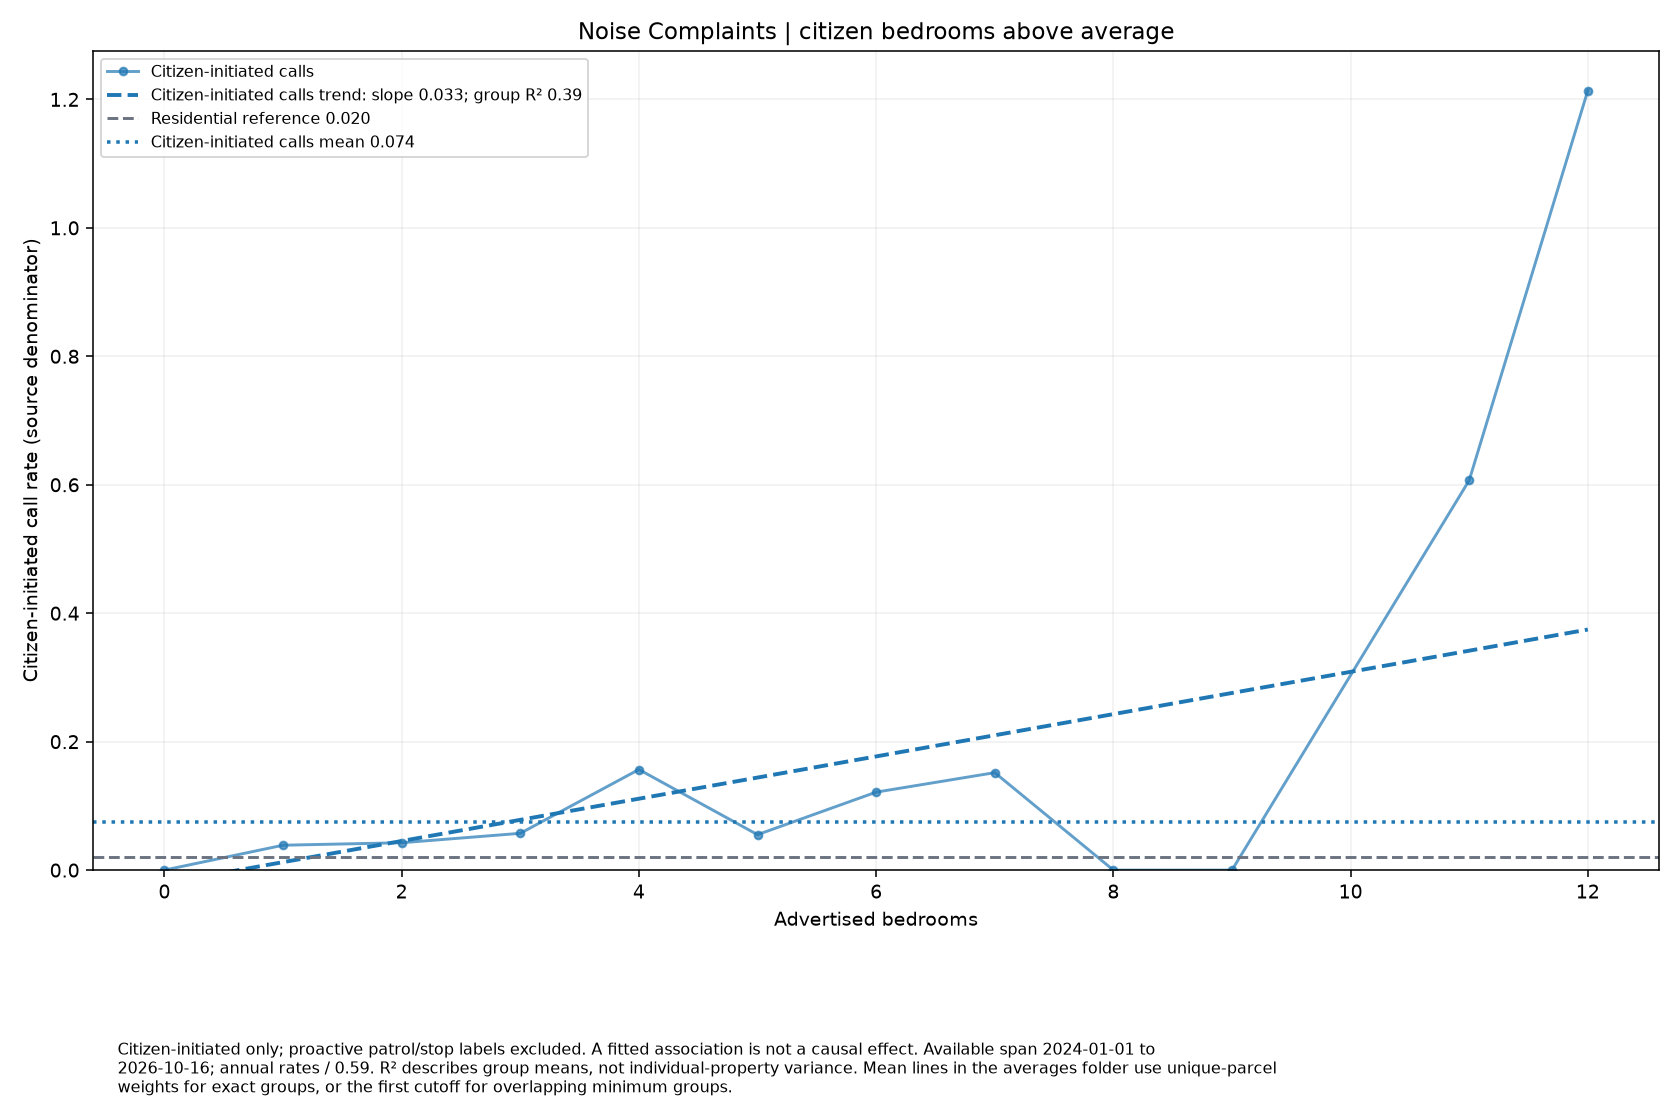 Noise Complaints | citizen bedrooms above average
Citizen-initiated calls
Citizen-initiated calls trend: slope 0.033; group R² 0.39
Residential reference 0.020
Citizen-initiated calls mean 0.074
Citizen-initiated call rate (source denominator)
1.2
1.0
0.8
0.6
0.4
0.2
0.0
0 2 4 6 8 10 12
Advertised bedrooms
Citizen-initiated only; proactive patrol/stop labels excluded. A fitted association is not a causal effect. Available span 2024-01-01 to
2026-10-16; annual rates / 0.59. R² describes group means, not individual-property variance. Mean lines in the averages folder use unique-parcel
weights for exact groups, or the first cutoff for overlapping minimum groups.